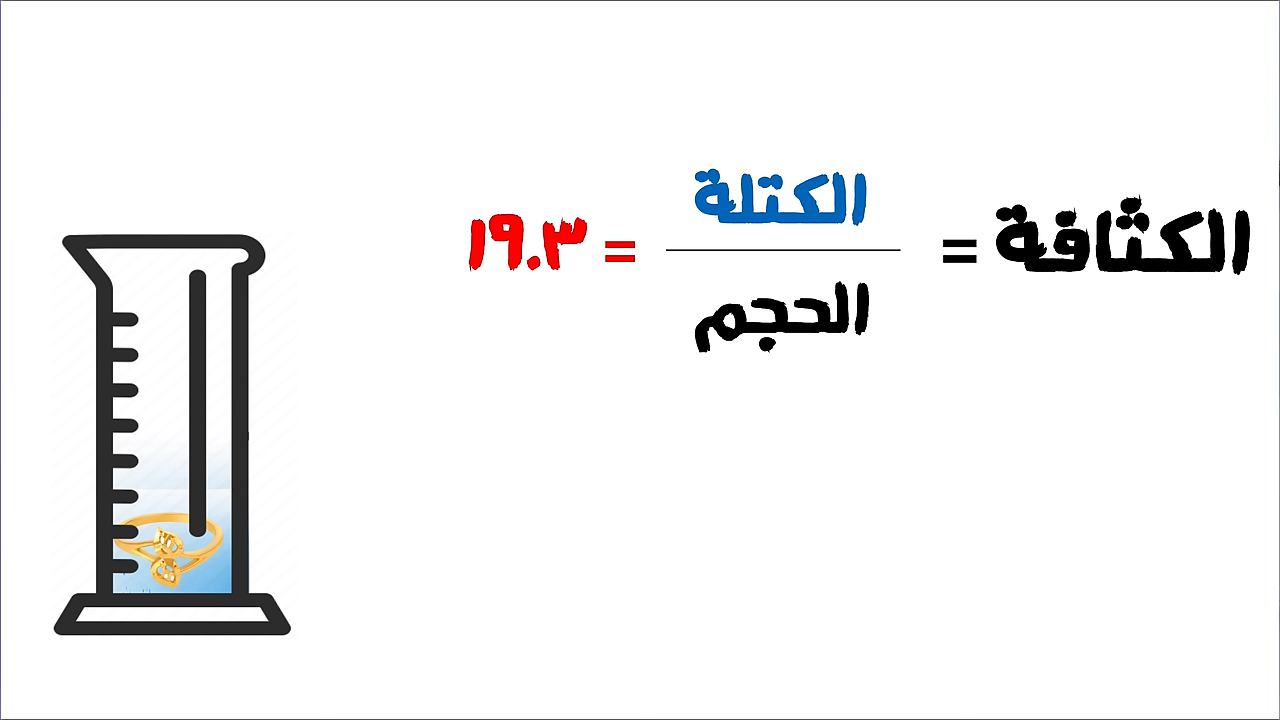 الكثافة =
الكتلة
الحجم
= ١٩.٣